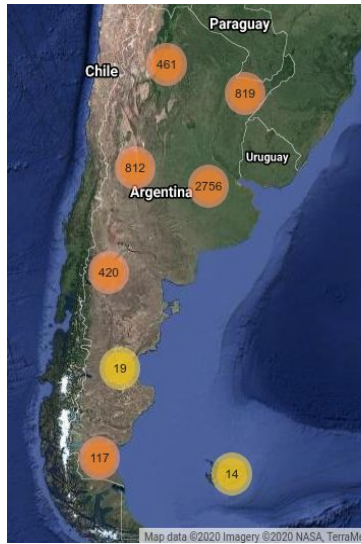 Paraguay
461
Chile
819
812
Uruguay
Argentina
2756
420
19
117
14
Map data ©2020 Imagery ©2020 NASA, TerraM